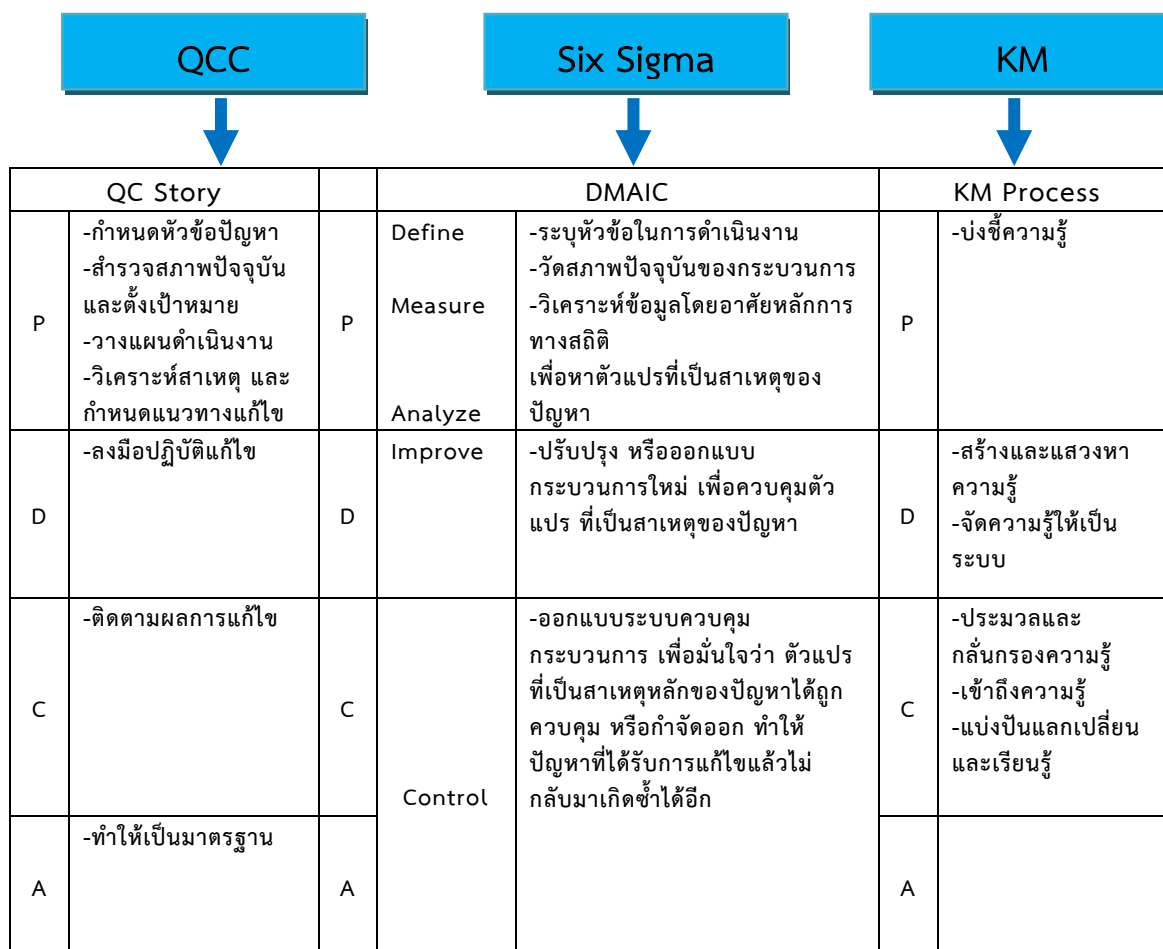 QCC
Six Sigma
KM
QC Story
DMAIC
KM Process
P
-กำหนดหัวข้อปัญหา
-สำรวจสภาพปัจจุบัน
และตั้งเป้าหมาย
-วางแผนดำเนินงาน
-วิเคราะห์สาเหตุ และ
กำหนดแนวทางแก้ไข
P
Define
Measure
Analyze
-ระบุหัวข้อในการดำเนินงาน
-วัดสภาพปัจจุบันของกระบวนการ
-วิเคราะห์ข้อมูลโดยอาศัยหลักการ
ทางสถิติ
เพื่อหาตัวแปรที่เป็นสาเหตุของ
ปัญหา
P
-บ่งชี้ความรู้
D
-ลงมือปฏิบัติแก้ไข
D
Improve
-ปรับปรุง หรือออกแบบ
กระบวนการใหม่ เพื่อควบคุมตัว
แปร ที่เป็นสาเหตุของปัญหา
D
-สร้างและแสวงหา
ความรู้
-จัดความรู้ให้เป็น
ระบบ
C
-ติดตามผลการแก้ไข
C
Control
-ออกแบบระบบควบคุม
กระบวนการ เพื่อมั่นใจว่า ตัวแปร
ที่เป็นสาเหตุหลักของปัญหาได้ถูก
ควบคุม หรือกำจัดออก ทำให้
ปัญหาที่ได้รับการแก้ไขแล้วไม่
กลับมาเกิดซ้ำได้อีก
C
-ประมวลและ
กลั่นกรองความรู้
-เข้าถึงความรู้
-แบ่งปันแลกเปลี่ยน
และเรียนรู้
A
-ทำให้เป็นมาตรฐาน
A
A